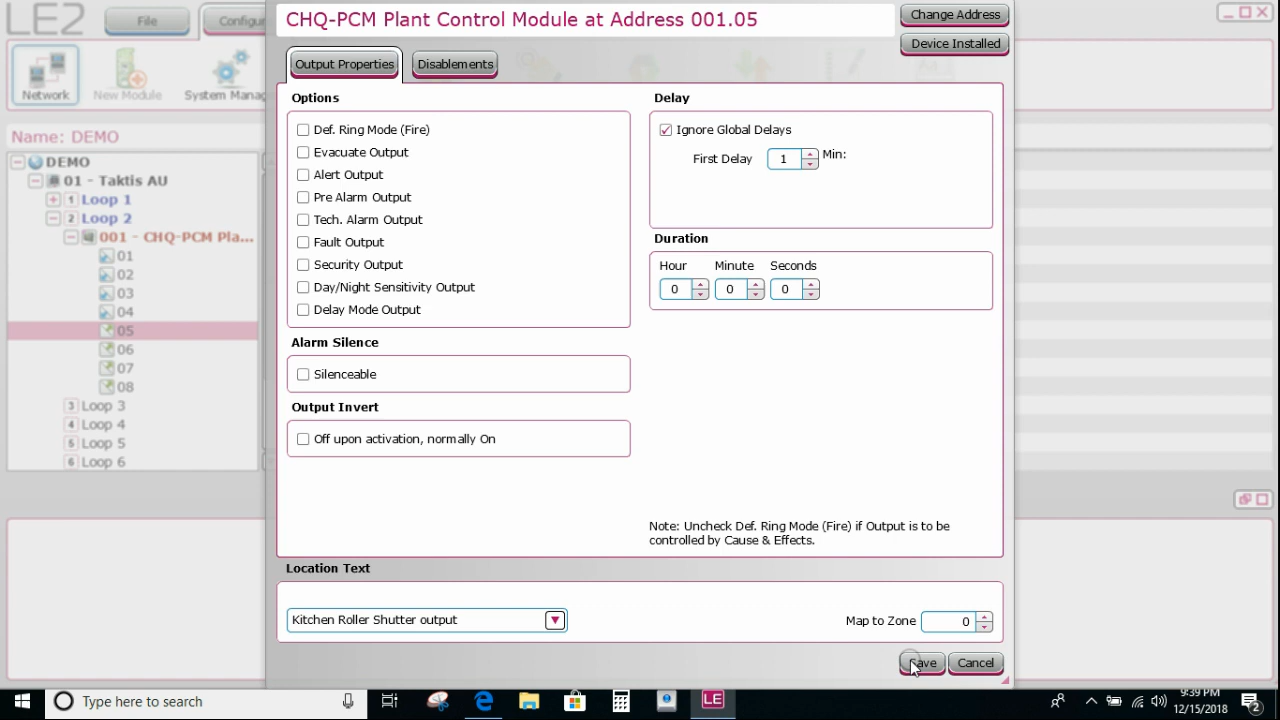 LE2
File
Configur
CHQ-PCM Plant Control Module at Address 001.05
Change Address
Device Installed
Network
New Module
System Manag
Output Properties
Disablements
Name: DEMO
DEMO
01 - Taktis AU
1 Loop 1
2 Loop 2
001 - CHQ-PCM Pla...
01
02
03
04
05
06
07
08
3 Loop 3
4 Loop 4
5 Loop 5
6 Loop 6
Options
Def. Ring Mode (Fire)
Evacuate Output
Alert Output
Pre Alarm Output
Tech. Alarm Output
Fault Output
Security Output
Day/Night Sensitivity Output
Delay Mode Output
Alarm Silence
Silenceable
Output Invert
Off upon activation, normally On
Delay
Ignore Global Delays
First Delay 1 Min:
Duration
Hour Minute Seconds
0 0 0
Note: Uncheck Def. Ring Mode (Fire) if Output is to be
controlled by Cause & Effects.
Location Text
Kitchen Roller Shutter output
Map to Zone 0
Save Cancel
Type here to search
LE
9:39 PM
12/15/2018
2